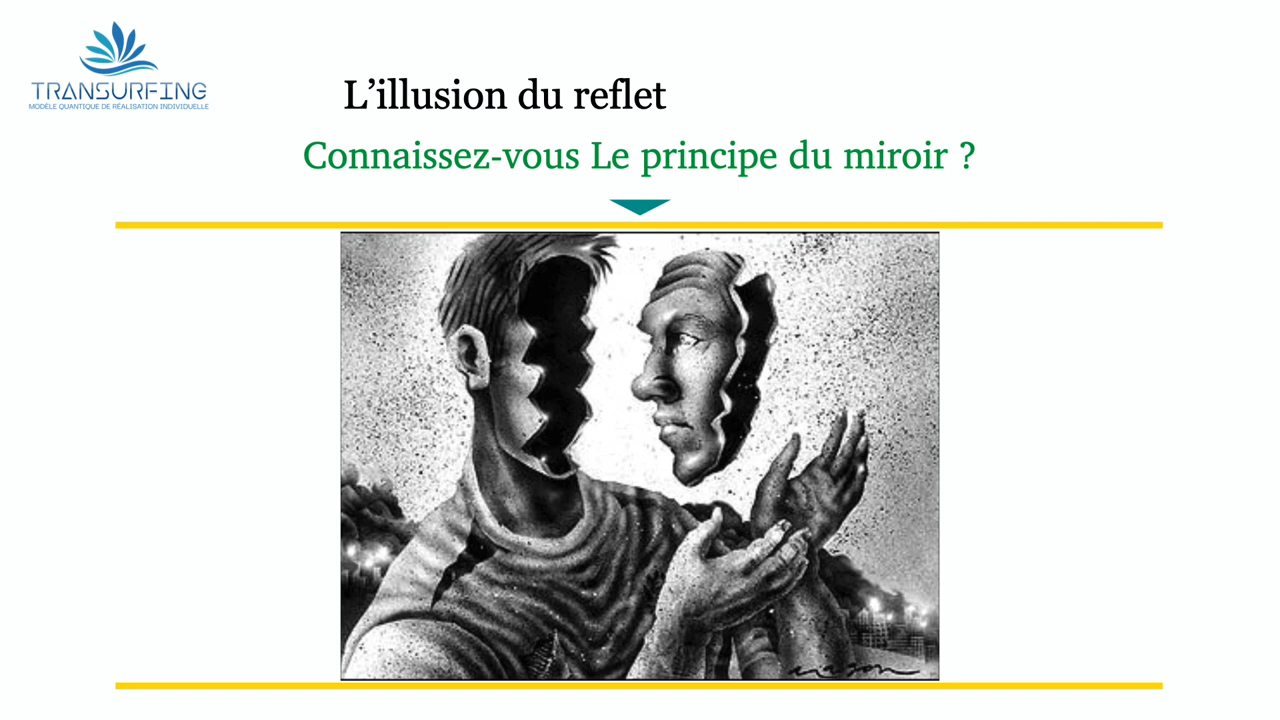 TRANSURFING
MODÈLE QUANTIQUE DE RÉALISATION INDIVIDUELLE
L’illusion du reflet
Connaissez-vous Le principe du miroir ?